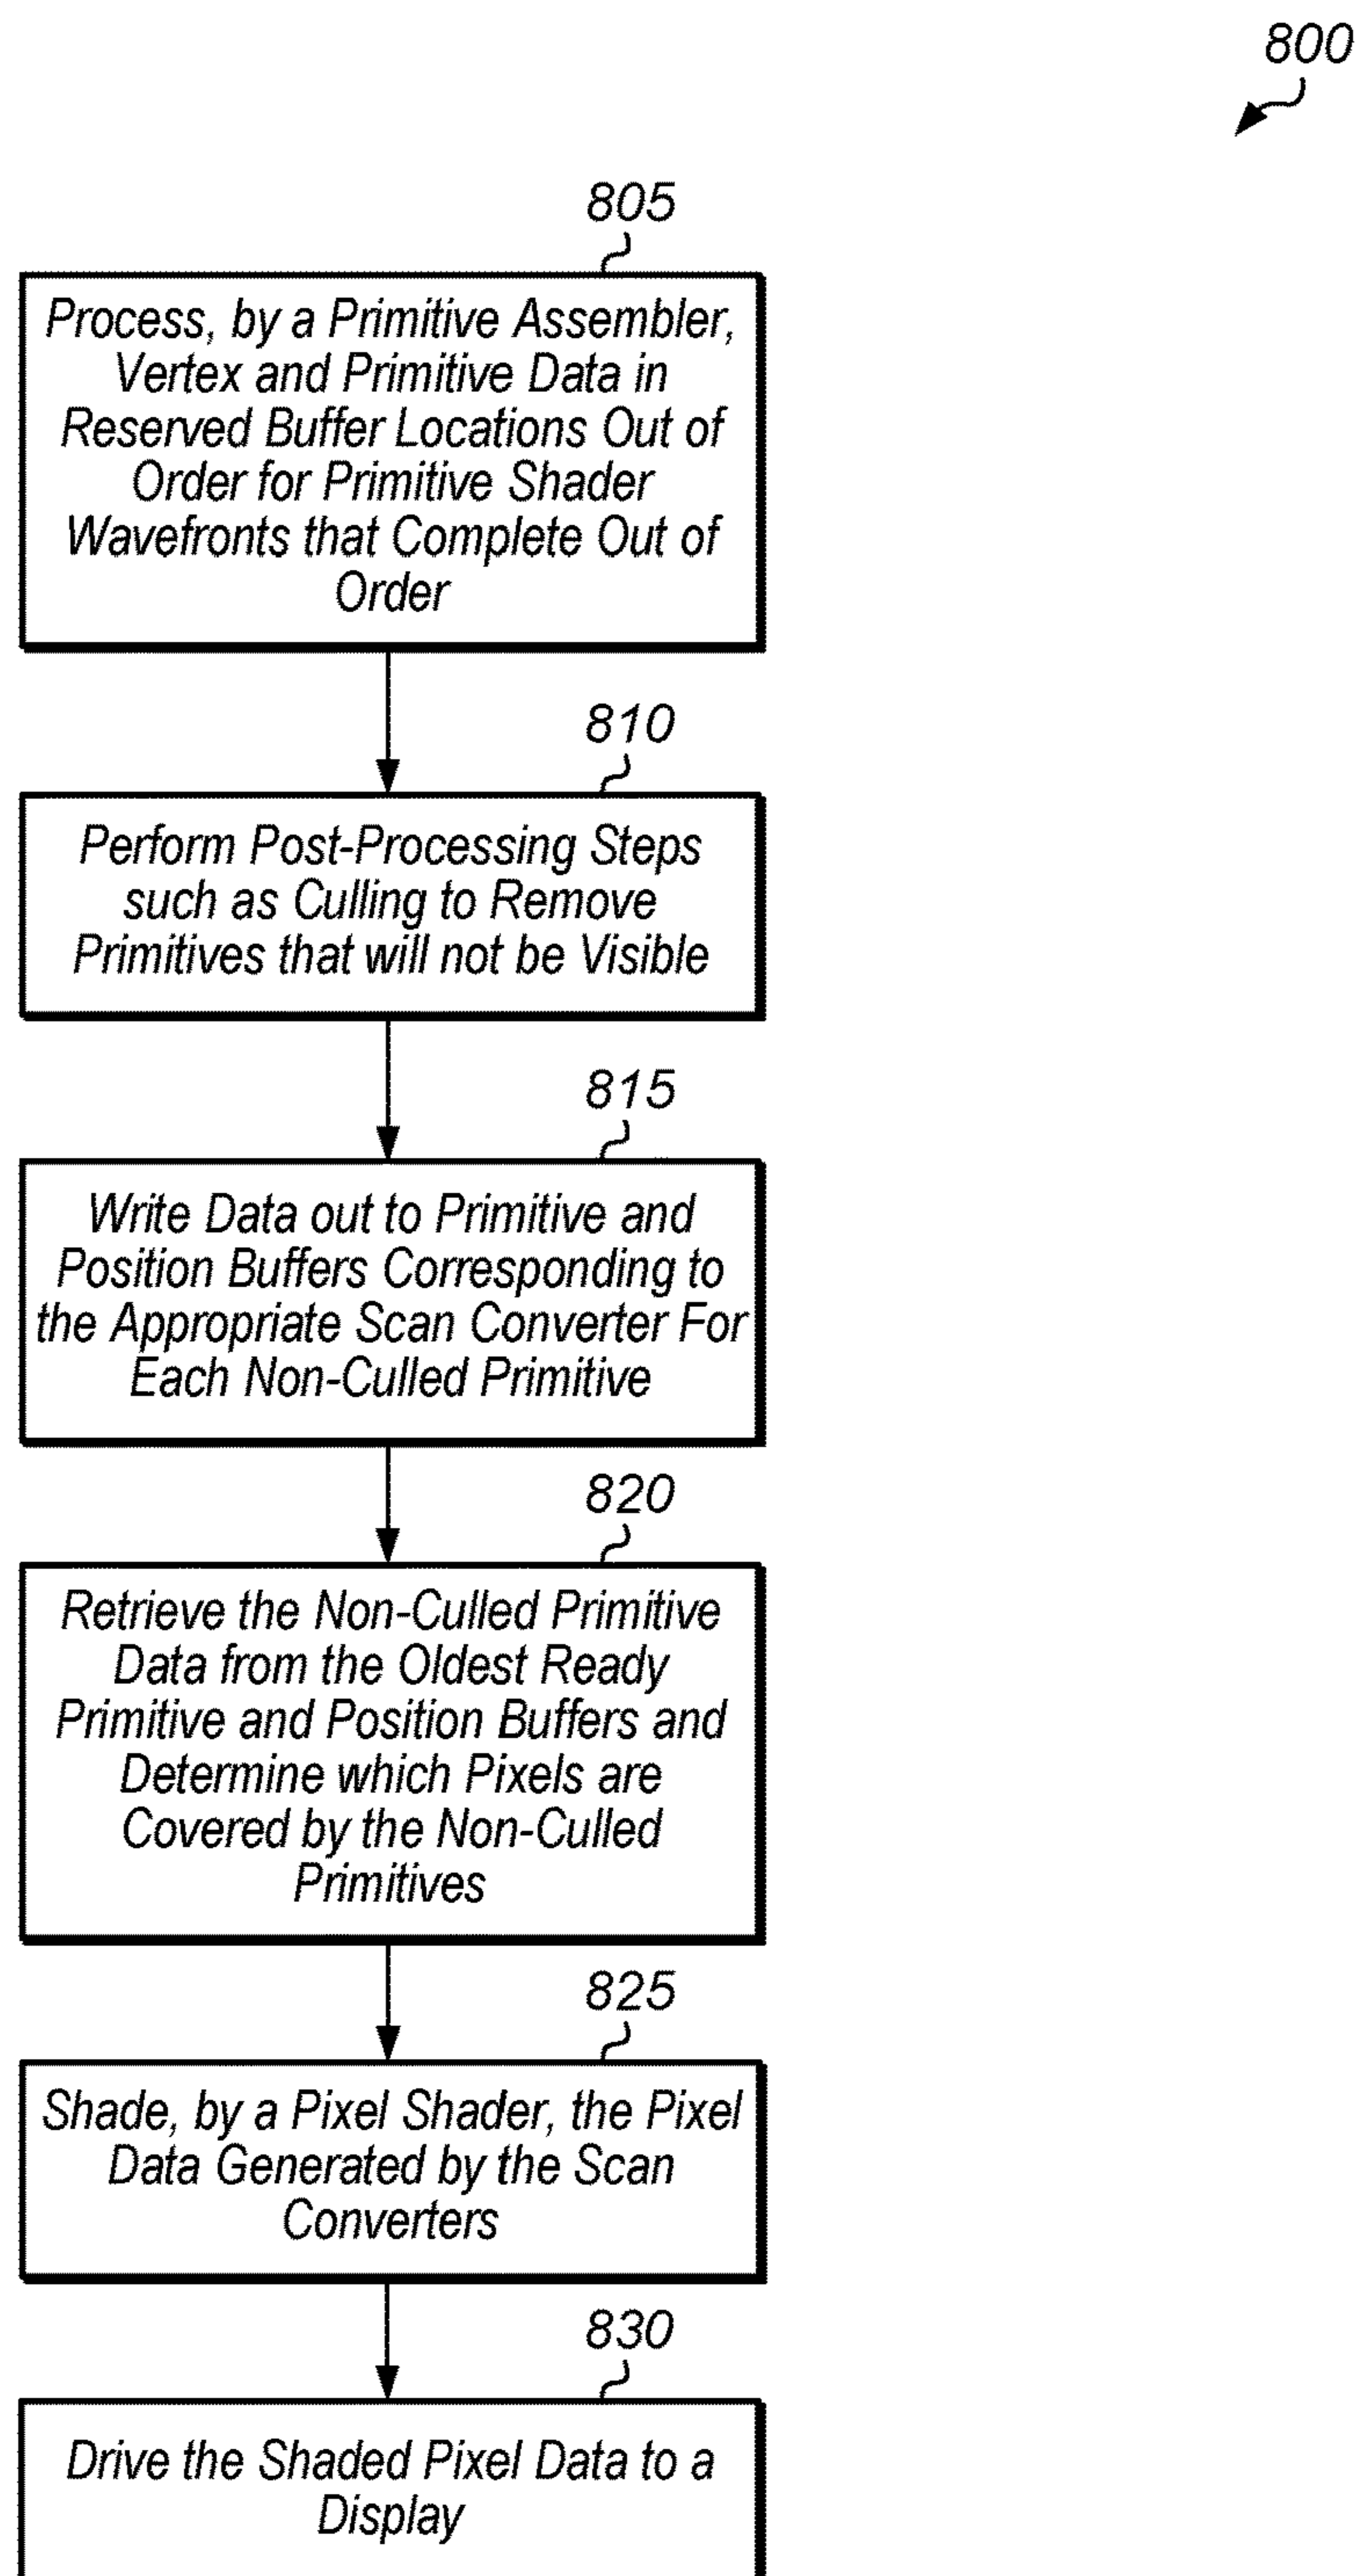 800
805
Process, by a Primitive Assembler,
Vertex and Primitive Data in
Reserved Buffer Locations Out of
Order for Primitive Shader
Wavefronts that Complete Out of
Order
810
Perform Post-Processing Steps
such as Culling to Remove
Primitives that will not be Visible
815
Write Data out to Primitive and
Position Buffers Corresponding to
the Appropriate Scan Converter For
Each Non-Culled Primitive
820
Retrieve the Non-Culled Primitive
Data from the Oldest Ready
Primitive and Position Buffers and
Determine which Pixels are
Covered by the Non-Culled
Primitives
825
Shade, by a Pixel Shader, the Pixel
Data Generated by the Scan
Converters
830
Drive the Shaded Pixel Data to a
Display